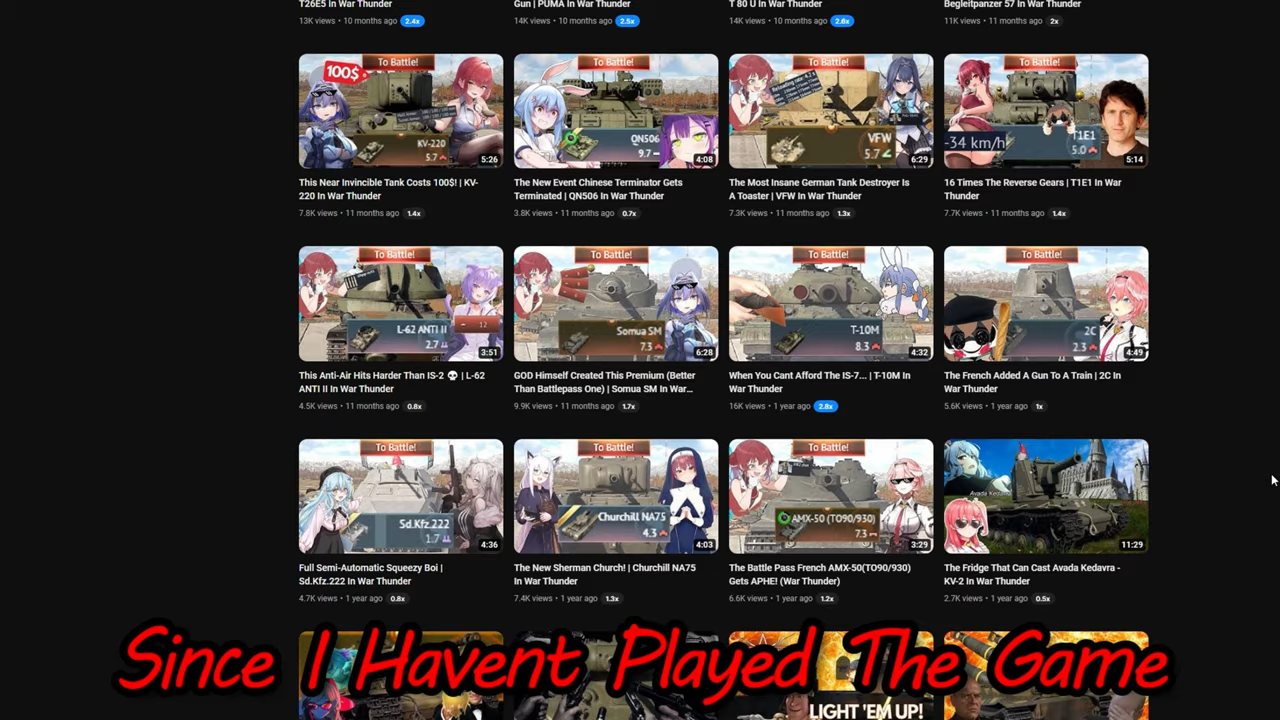 T26E5 In War Thunder
Gun | PUMA In War Thunder
T 80 U In War Thunder
Begleitpanzer 57 In War Thunder
13K views • 10 months ago 2.4x
14K views • 10 months ago 2.5x
14K views • 10 months ago 2.6x
11K views • 11 months ago 2x
To Battle!
100$
KV-220
5.7
5:26
To Battle!
QN506
9.7
4:08
To Battle!
VFW
5.7
6:29
To Battle!
-34 km/h
T1E1
5.0
5:14
This Near Invincible Tank Costs 100$! | KV-
220 In War Thunder
7.8K views • 11 months ago 1.4x
The New Event Chinese Terminator Gets
Terminated | QN506 In War Thunder
3.8K views • 11 months ago 0.7x
The Most Insane German Tank Destroyer Is
A Toaster | VFW In War Thunder
7.3K views • 11 months ago 1.3x
16 Times The Reverse Gears | T1E1 In War
Thunder
7.7K views • 11 months ago 1.4x
To Battle!
12
L-62 ANTI II
2.7
3:51
To Battle!
Somua SM
7.3
6:28
To Battle!
T-10M
8.3
4:32
To Battle!
2C
2.3
4:49
This Anti-Air Hits Harder Than IS-2 💀 | L-62
ANTI II In War Thunder
4.5K views • 11 months ago 0.8x
GOD Himself Created This Premium (Better
Than Battlepass One) | Somua SM In War...
9.9K views • 11 months ago 1.7x
When You Cant Afford The IS-7... | T-10M In
War Thunder
16K views • 1 year ago 2.8x
The French Added A Gun To A Train | 2C In
War Thunder
5.6K views • 1 year ago 1x
To Battle!
Sd.Kfz.222
1.7
4:36
To Battle!
Churchill NA75
4.3
4:03
To Battle!
AMX-50 (TO90/930)
7.3
3:29
Avada Kedavra
11:29
Full Semi-Automatic Squeezy Boi |
Sd.Kfz.222 In War Thunder
4.7K views • 1 year ago 0.8x
The New Sherman Church! | Churchill NA75
In War Thunder
7.4K views • 1 year ago 1.3x
The Battle Pass French AMX-50(TO90/930)
Gets APHE! (War Thunder)
6.6K views • 1 year ago 1.2x
The Fridge That Can Cast Avada Kedavra -
KV-2 In War Thunder
2.7K views • 1 year ago 0.5x
Since I Havent Played The Game
LIGHT 'EM UP!